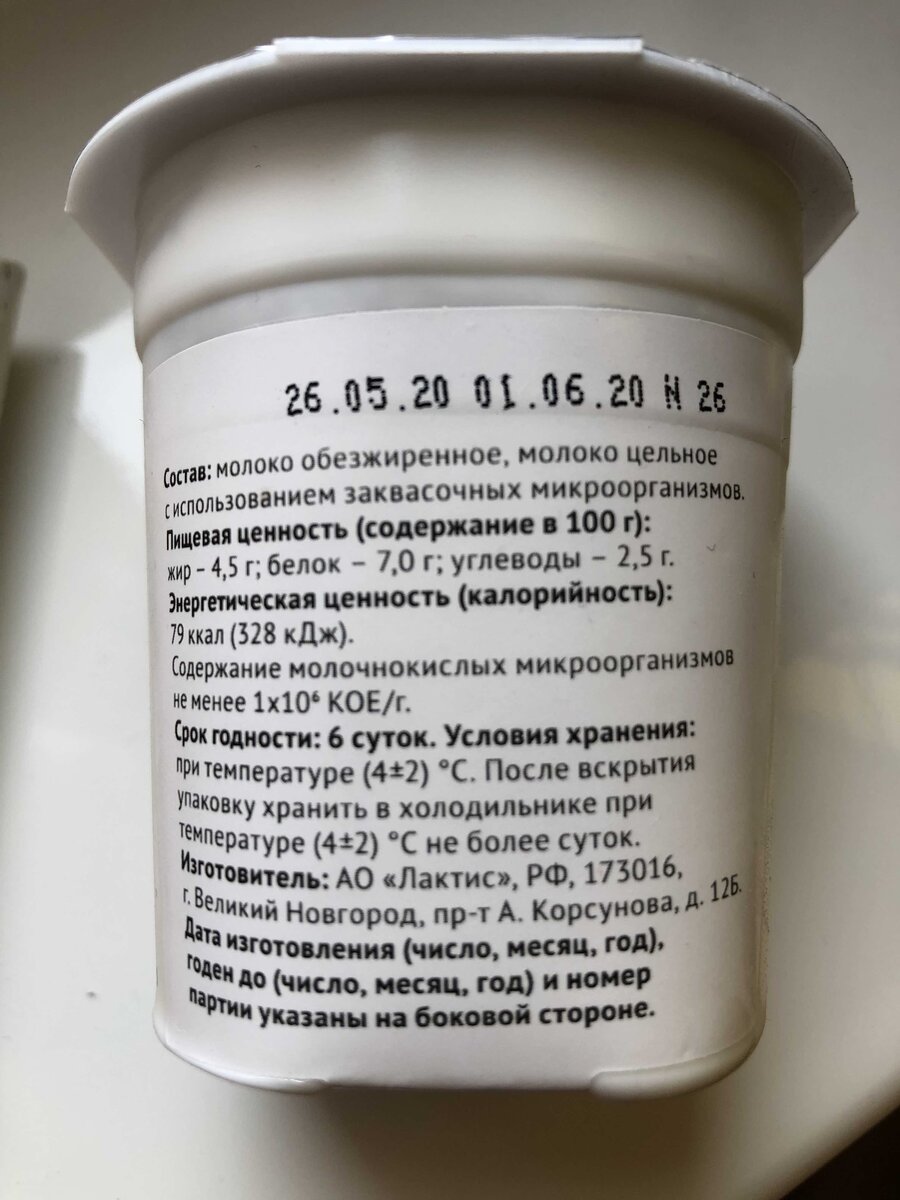 26.05.20 01.06.20 N 26
Состав: молоко обезжиренное, молоко цельное
с использованием заквасочных микроорганизмов.
Пищевая ценность (содержание в 100 г):
жир – 4,5 г; белок – 7,0 г; углеводы – 2,5 г.
Энергетическая ценность (калорийность):
79 ккал (328 кДж).
Содержание молочнокислых микроорганизмов
не менее 1х10⁶ КОЕ/г.
Срок годности: 6 суток. Условия хранения:
при температуре (4±2) °С. После вскрытия
упаковку хранить в холодильнике при
температуре (4±2) °С не более суток.
Изготовитель: АО «Лактис», РФ, 173016,
г. Великий Новгород, пр-т А. Корсунова, д. 12Б.
Дата изготовления (число, месяц, год),
годен до (число, месяц, год) и номер
партии указаны на боковой стороне.